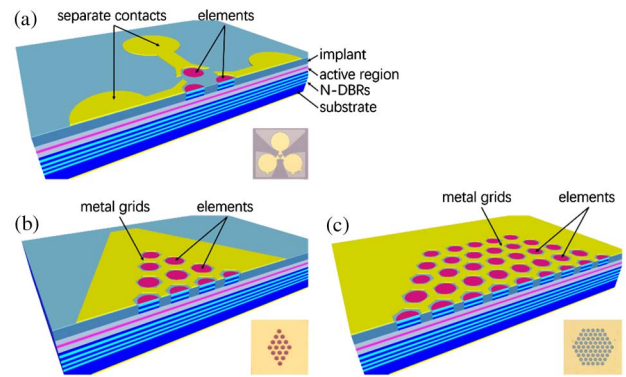 (a)
separate contacts
elements
implant
active region
N-DBRs
substrate
(b)
metal grids
elements
(c)
metal grids
elements